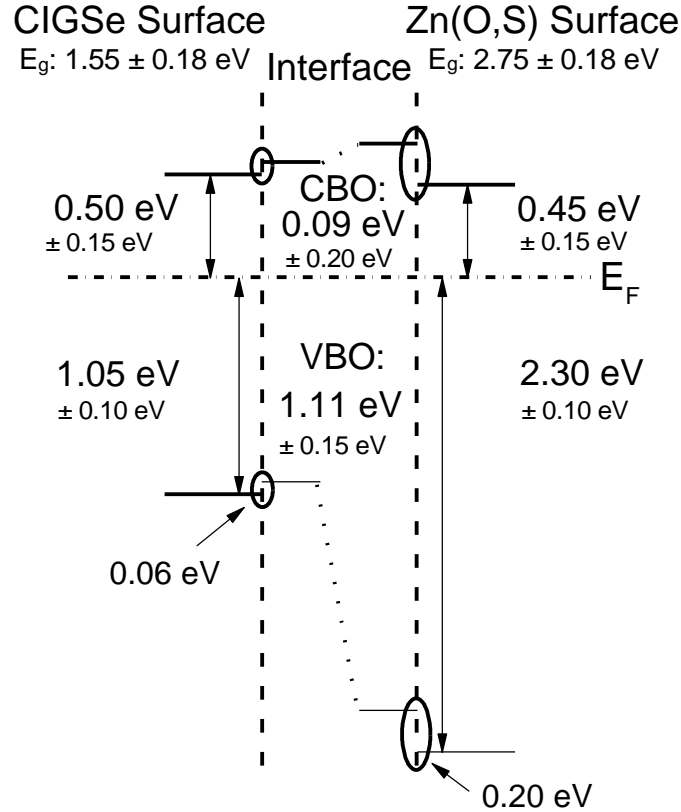 CIGSe Surface
Zn(O,S) Surface
Eg: 1.55 ± 0.18 eV
Interface
Eg: 2.75 ± 0.18 eV
CBO:
0.50 eV
± 0.15 eV
0.09 eV
± 0.20 eV
0.45 eV
± 0.15 eV
EF
VBO:
1.05 eV
± 0.10 eV
1.11 eV
± 0.15 eV
2.30 eV
± 0.10 eV
0.06 eV
0.20 eV